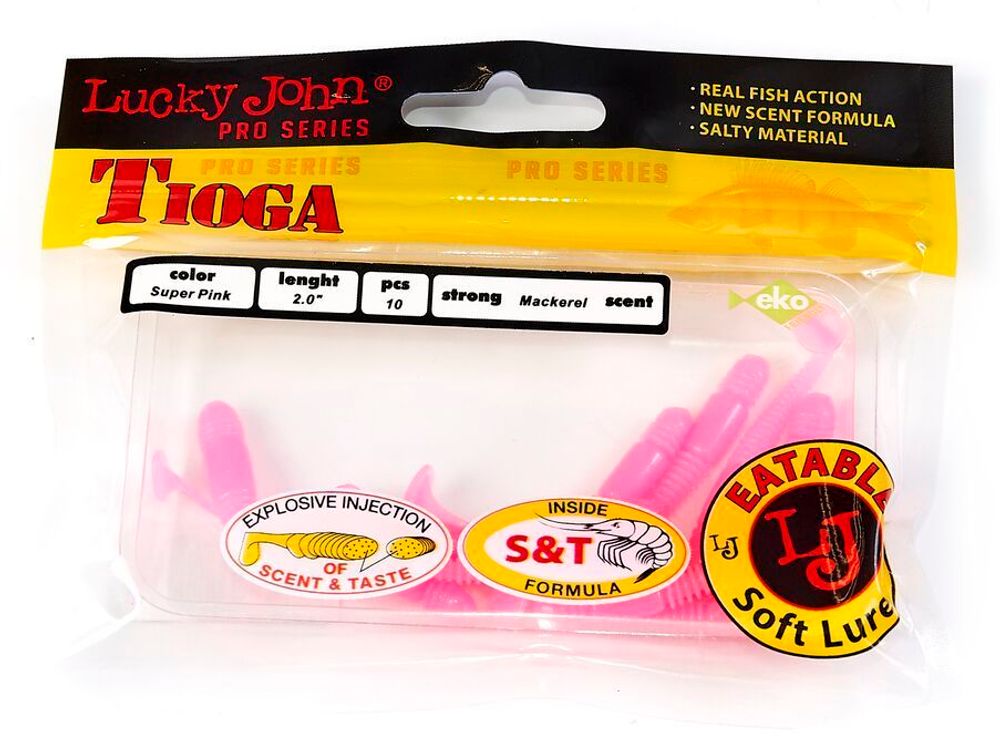 Lucky John®
PRO SERIES
· REAL FISH ACTION
· NEW SCENT FORMULA
· SALTY MATERIAL
TIOGA
PRO SERIES
PRO SERIES
color
Super Pink
lenght
2.0"
pcs
10
strong Mackerel scent
eko
EXPLOSIVE INJECTION
OF
SCENT & TASTE
INSIDE
S&T
FORMULA
EATABLE
LJ
LJ
Soft Lure